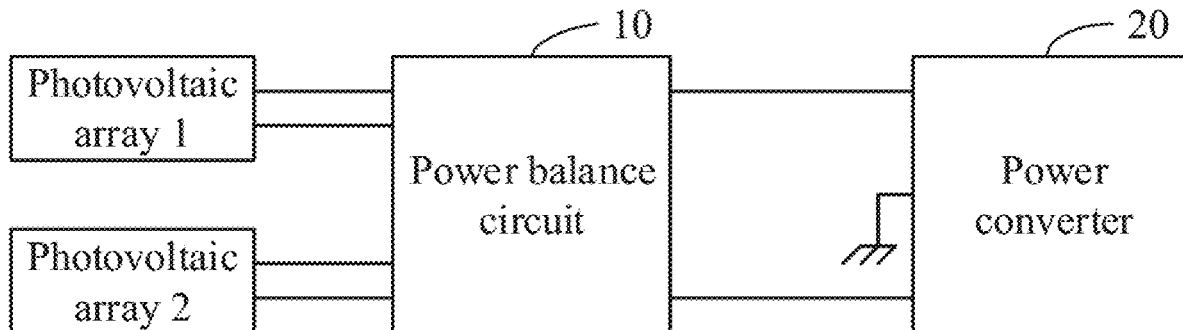 10
20
Photovoltaic
array 1
Power balance
circuit
Power
converter
Photovoltaic
array 2